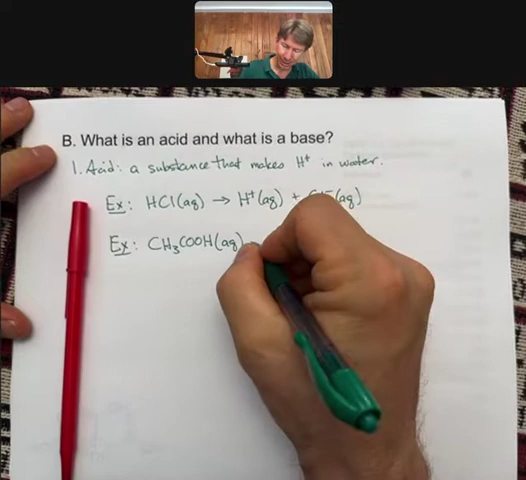 B. What is an acid and what is a base?
1. Acid: a substance that makes H⁺ in water.
Ex: HCl(aq) → H⁺(aq) + (aq)
Ex: CH₃COOH(aq)